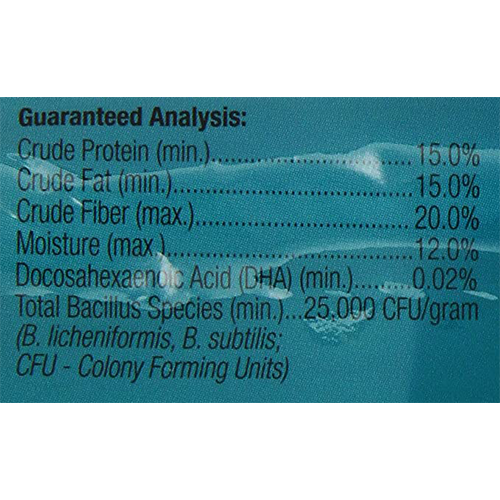 Guaranteed Analysis:
Crude Protein (min.)..............................15.0%
Crude Fat (min.)....................................15.0%
Crude Fiber (max.)................................20.0%
Moisture (max.)....................................12.0%
Docosahexaenoic Acid (DHA) (min.).........0.02%
Total Bacillus Species (min.)...25,000 CFU/gram
(B. licheniformis, B. subtilis;
CFU - Colony Forming Units)